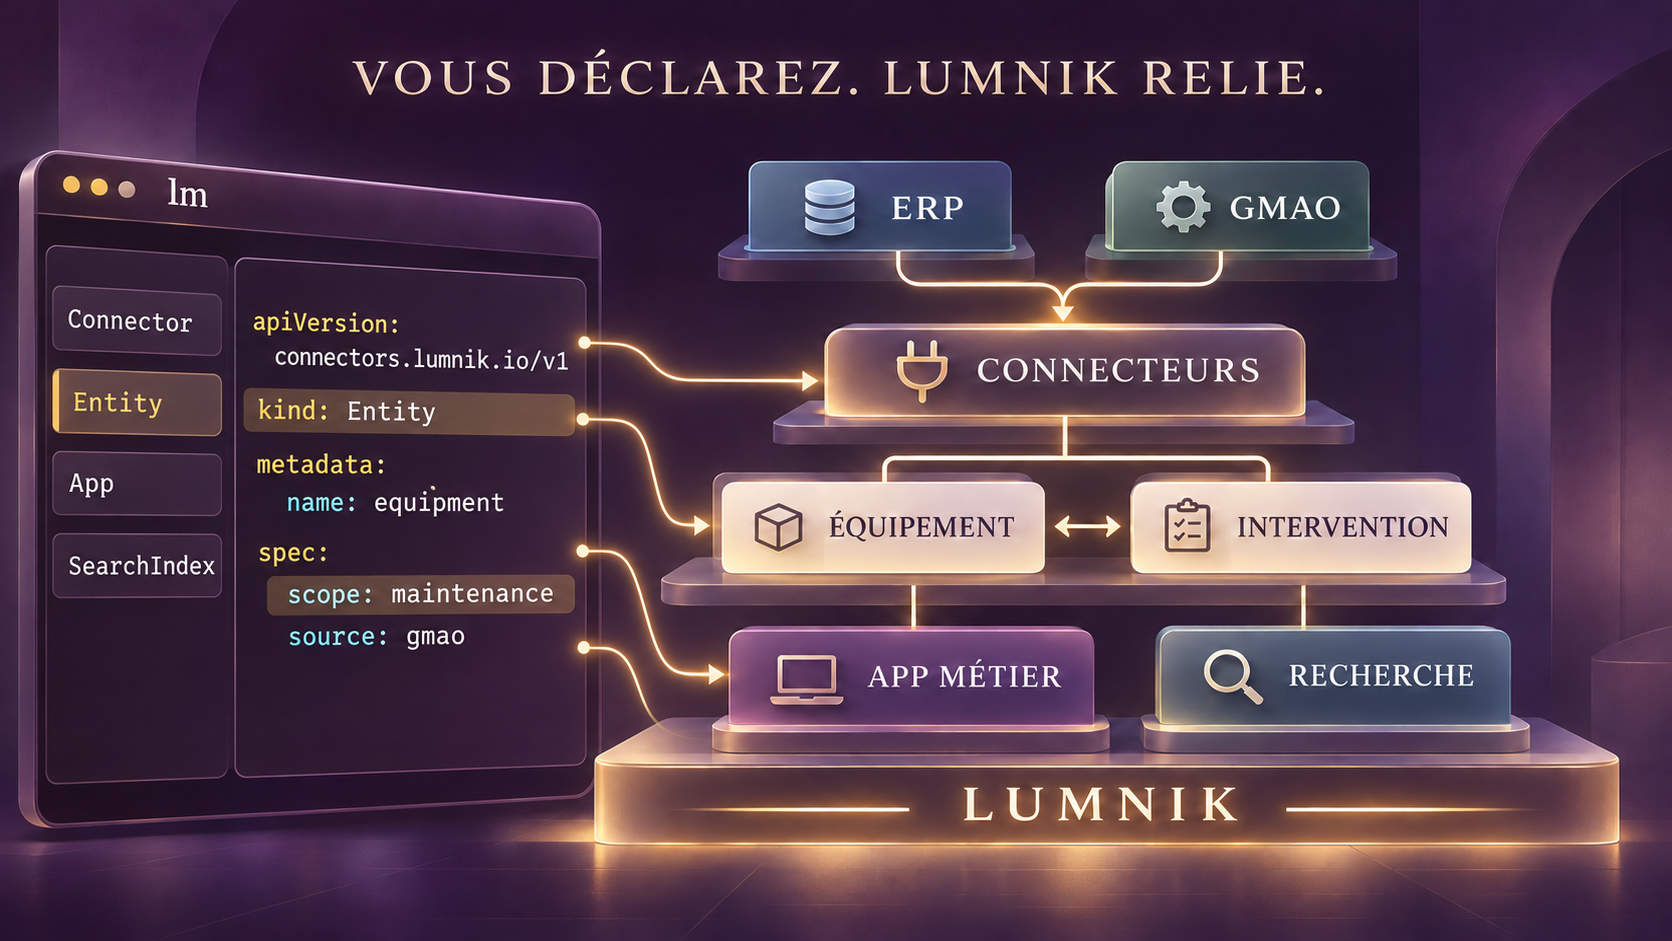 VOUS DÉCLAREZ. LUMNIK RELIE.
lm
Connector
Entity
App
SearchIndex
apiVersion:
connectors.lumnik.io/v1
kind: Entity
metadata:
name: equipment
spec:
scope: maintenance
source: gmao
ERP
GMAO
CONNECTEURS
ÉQUIPEMENT
INTERVENTION
APP MÉTIER
RECHERCHE
LUMNIK